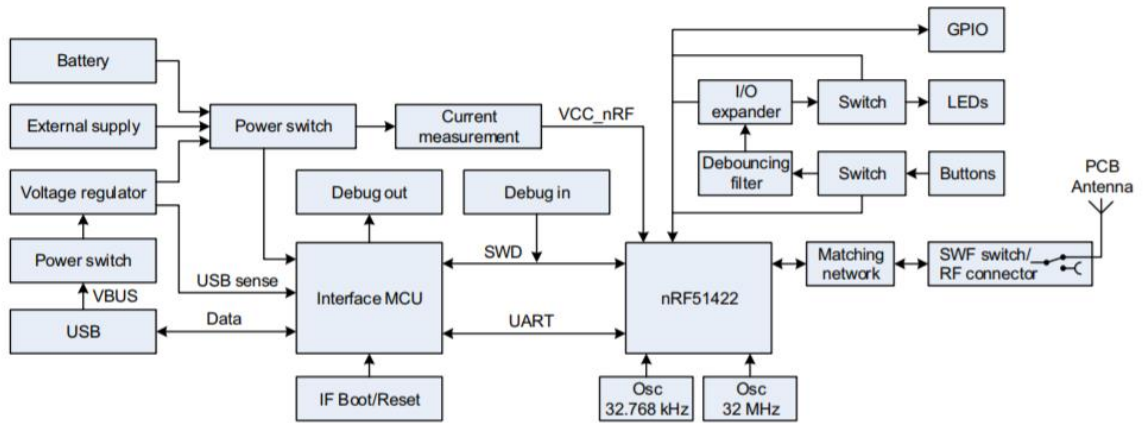 Battery
External supply
Voltage regulator
Power switch
VBUS
USB
Power switch
Current
measurement
VCC_nRF
Debug out
Debug in
USB sense
Data
Interface MCU
SWD
UART
IF Boot/Reset
nRF51422
Osc
32.768 kHz
Osc
32 MHz
GPIO
I/O
expander
Switch
LEDs
Debouncing
filter
Switch
Buttons
Matching
network
SWF switch/
RF connector
PCB
Antenna